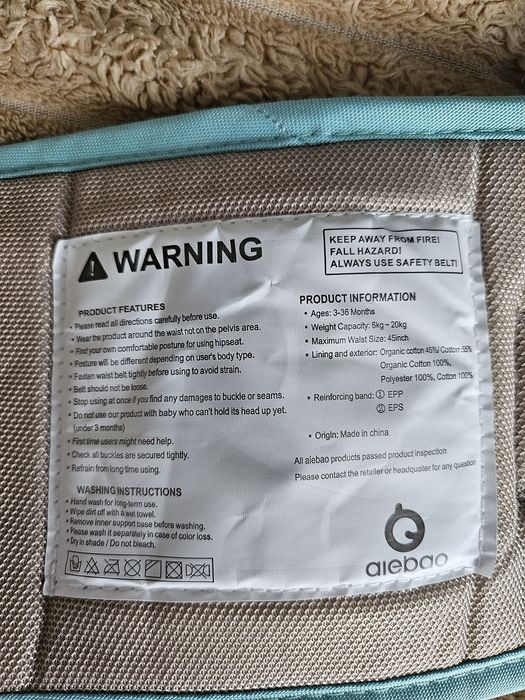 WARNING
KEEP AWAY FROM FIRE!
FALL HAZARD!
ALWAYS USE SAFETY BELT!
PRODUCT FEATURES
• Please read all directions carefully before use.
• Wear the product around the waist not on the pelvis area.
• Find your own comfortable posture for using hipseat.
• Posture will be different depending on user's body type.
• Fasten waist belt tightly before using to avoid strain.
• Belt should not be loose.
• Stop using at once if you find any damages to buckle or seams.
• Do not use our product with baby who can't hold its head up yet.
(under 3 months)
• First time users might need help.
• Check all buckles are secured tightly.
• Refrain from long time using.
WASHING INSTRUCTIONS
• Hand wash for long-term use.
• Wipe dirt off with a wet towel.
• Remove inner support base before washing.
• Please wash it separately in case of color loss.
• Dry in shade / Do not bleach.
PRODUCT INFORMATION
• Ages: 3-36 Months
• Weight Capacity: 6kg ~ 20kg
• Maximum Waist Size: 45inch
• Lining and exterior: Organic cotton 45%/ Cotton 55%
Organic Cotton 100%,
Polyester 100%, Cotton 100%
• Reinforcing band: ① EPP
② EPS
• Origin: Made in china
All aiebao products passed product inspection
Please contact the retailer or headquater for any question
aiebao